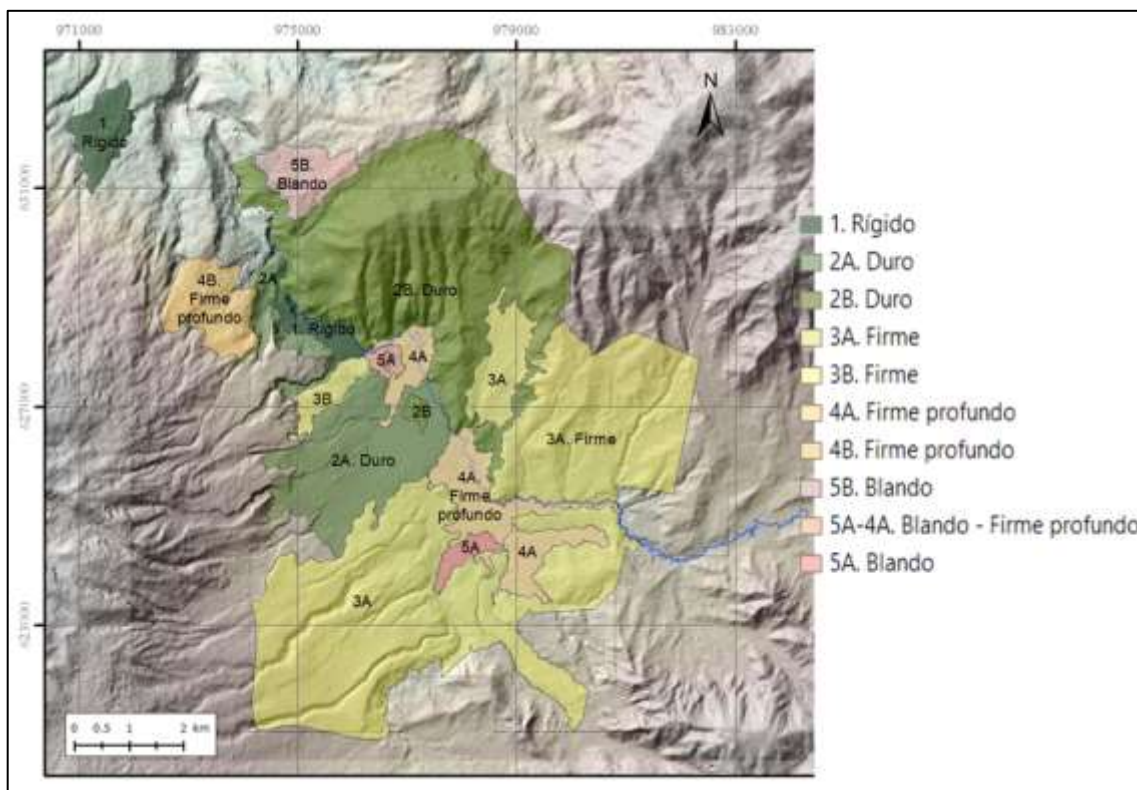 971000 975000 979000 983000
N
1
Rígido
5B.
Blando
631000
4B.
Firme
profundo
2A
2B. Duro
1. Rígido
5A
4A
3A
3B
2B
627000
3A. Firme
2A. Duro
4A.
Firme
profundo
5A
4A
3A
623000
0 0.5 1 2 km
1. Rígido
2A. Duro
2B. Duro
3A. Firme
3B. Firme
4A. Firme profundo
4B. Firme profundo
5B. Blando
5A-4A. Blando - Firme profundo
5A. Blando